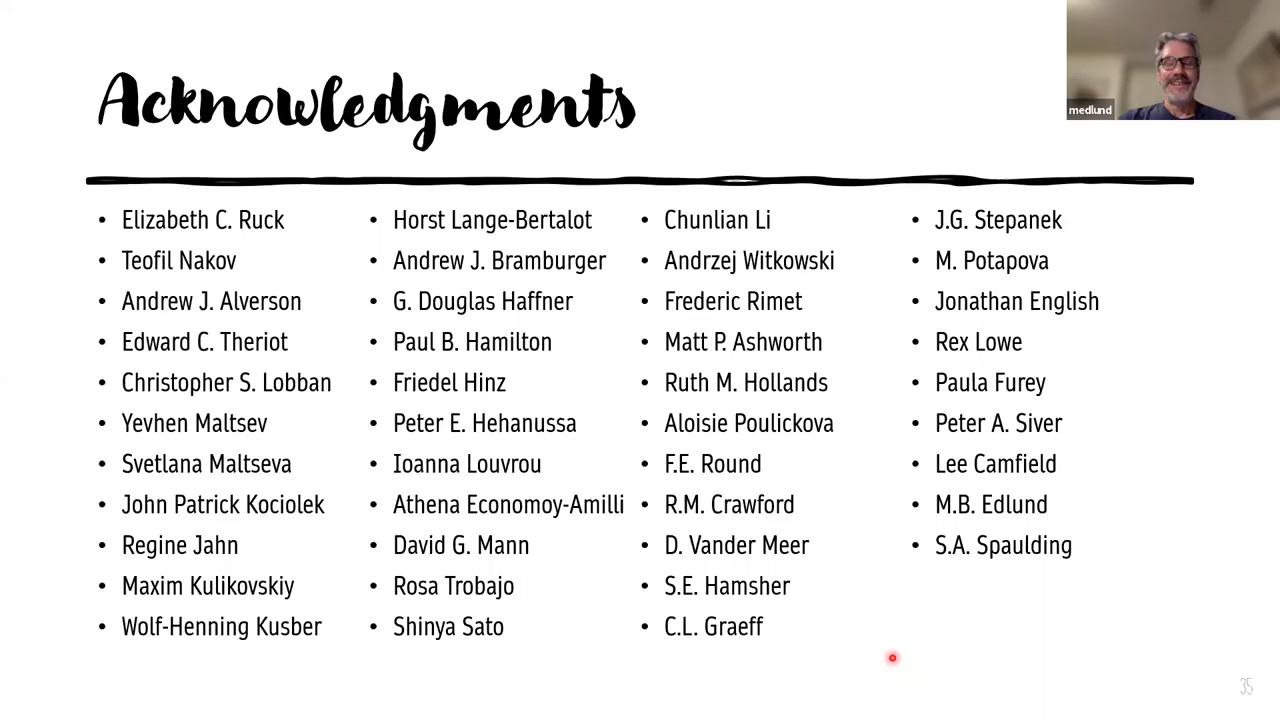 Acknowledgments
medlund
• Elizabeth C. Ruck
• Teofil Nakov
• Andrew J. Alverson
• Edward C. Theriot
• Christopher S. Lobban
• Yevhen Maltsev
• Svetlana Maltseva
• John Patrick Kociolek
• Regine Jahn
• Maxim Kulikovskiy
• Wolf-Henning Kusber
• Horst Lange-Bertalot
• Andrew J. Bramburger
• G. Douglas Haffner
• Paul B. Hamilton
• Friedel Hinz
• Peter E. Hehanussa
• Ioanna Louvrou
• Athena Economoy-Amilli
• David G. Mann
• Rosa Trobajo
• Shinya Sato
• Chunlian Li
• Andrzej Witkowski
• Frederic Rimet
• Matt P. Ashworth
• Ruth M. Hollands
• Aloisie Poulickova
• F.E. Round
• R.M. Crawford
• D. Vander Meer
• S.E. Hamsher
• C.L. Graeff
• J.G. Stepanek
• M. Potapova
• Jonathan English
• Rex Lowe
• Paula Furey
• Peter A. Siver
• Lee Camfield
• M.B. Edlund
• S.A. Spaulding
35